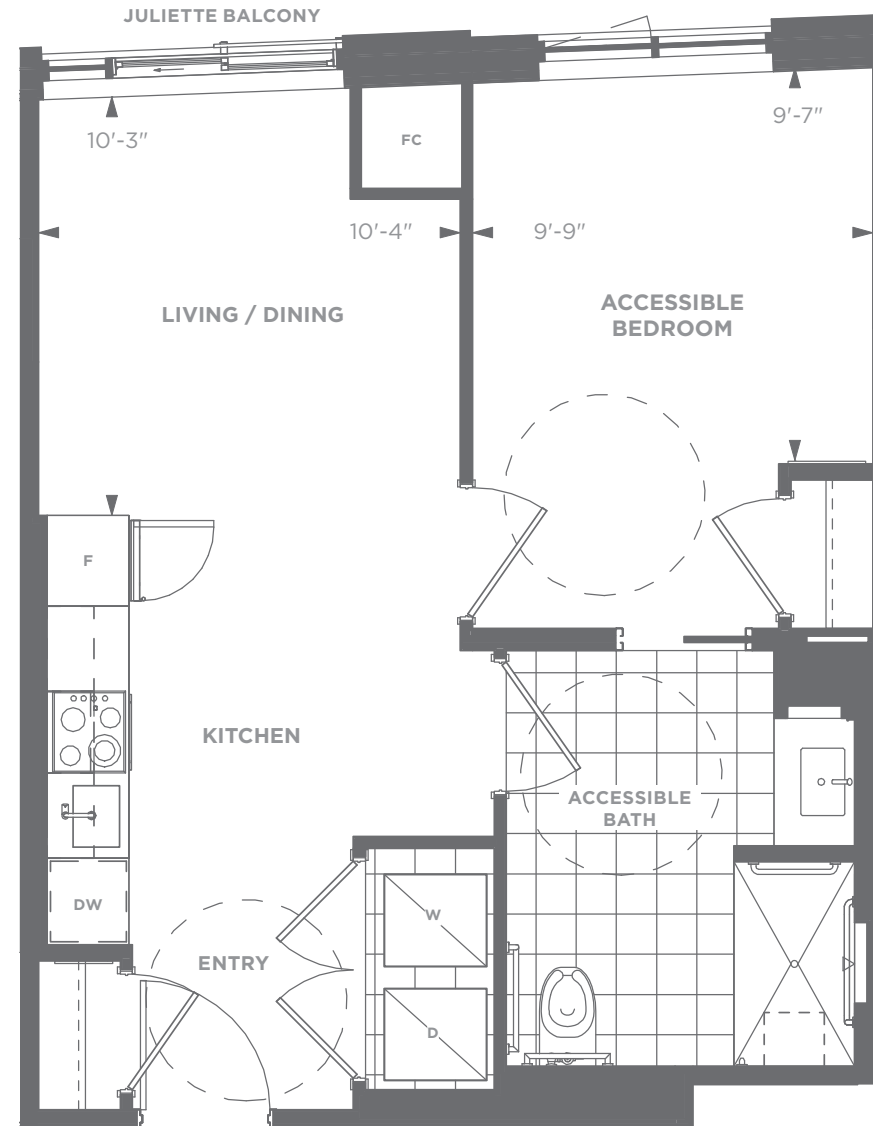 JULIETTE BALCONY
10'-3"
FC
9'-7"
10'-4"
9'-9"
LIVING / DINING
ACCESSIBLE
BEDROOM
F
KITCHEN
ACCESSIBLE
BATH
DW
W
ENTRY
D